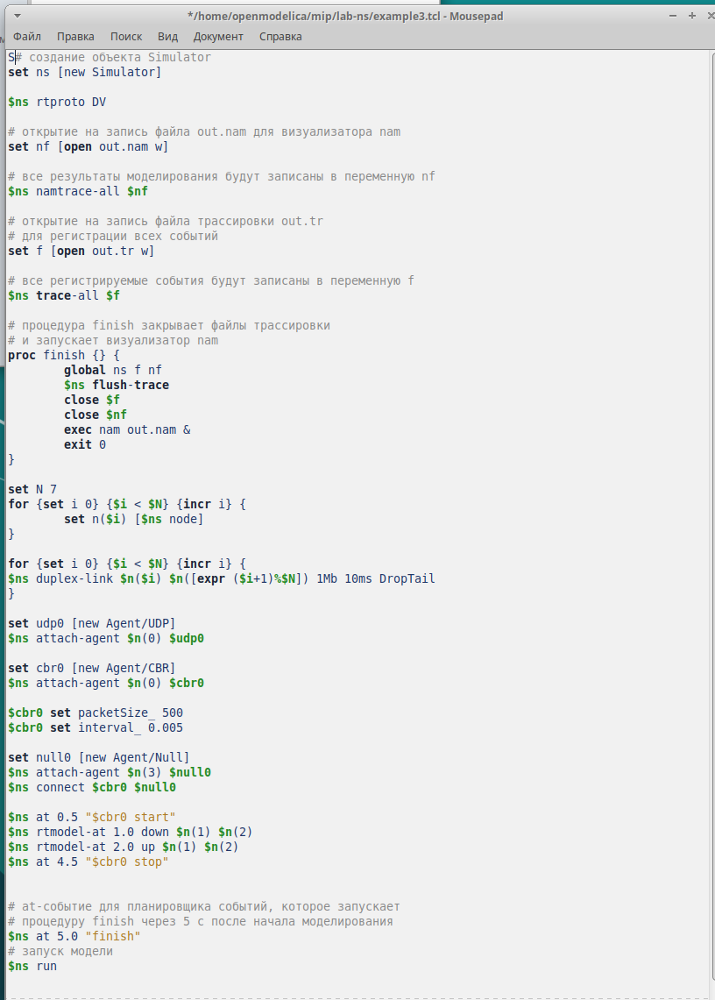 */home/openmodelica/mip/lab-ns/example3.tcl - Mousepad
Файл Правка Поиск Вид Документ Справка
S# создание объекта Simulator
set ns [new Simulator]
$ns rtproto DV
# открытие на запись файла out.nam для визуализатора nam
set nf [open out.nam w]
# все результаты моделирования будут записаны в переменную nf
$ns namtrace-all $nf
# открытие на запись файла трассировки out.tr
# для регистрации всех событий
set f [open out.tr w]
# все регистрируемые события будут записаны в переменную f
$ns trace-all $f
# процедура finish закрывает файлы трассировки
# и запускает визуализатор nam
proc finish {} {
global ns f nf
$ns flush-trace
close $f
close $nf
exec nam out.nam &
exit 0
}
set N 7
for {set i 0} {$i < $N} {incr i} {
set n($i) [$ns node]
}
for {set i 0} {$i < $N} {incr i} {
$ns duplex-link $n($i) $n([expr ($i+1)%$N]) 1Mb 10ms DropTail
}
set udp0 [new Agent/UDP]
$ns attach-agent $n(0) $udp0
set cbr0 [new Agent/CBR]
$ns attach-agent $n(0) $cbr0
$cbr0 set packetSize_ 500
$cbr0 set interval_ 0.005
set null0 [new Agent/Null]
$ns attach-agent $n(3) $null0
$ns connect $cbr0 $null0
$ns at 0.5 "$cbr0 start"
$ns rtmodel-at 1.0 down $n(1) $n(2)
$ns rtmodel-at 2.0 up $n(1) $n(2)
$ns at 4.5 "$cbr0 stop"
# at-событие для планировщика событий, которое запускает
# процедуру finish через 5 с после начала моделирования
$ns at 5.0 "finish"
# запуск модели
$ns run